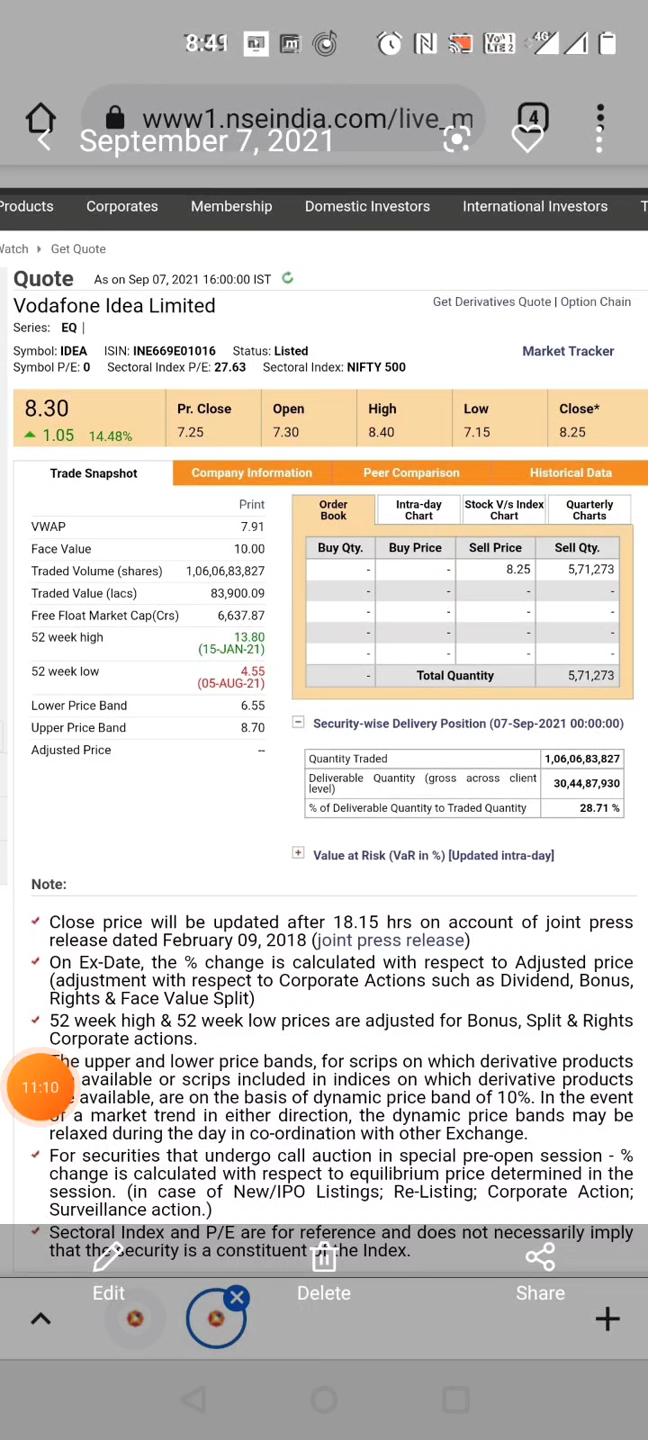 8:49
Vo)) 1
LTE 2
4G
www1.nseindia.com/live_m
4
September 7, 2021
Products Corporates Membership Domestic Investors International Investors T
Watch Get Quote
Quote As on Sep 07, 2021 16:00:00 IST
Vodafone Idea Limited
Get Derivatives Quote | Option Chain
Series: EQ |
Symbol: IDEA ISIN: INE669E01016 Status: Listed
Market Tracker
Symbol P/E: 0 Sectoral Index P/E: 27.63 Sectoral Index: NIFTY 500
8.30 Pr. Close Open High Low Close*
1.05 14.48% 7.25 7.30 8.40 7.15 8.25
Trade Snapshot Company Information Peer Comparison Historical Data
Print
VWAP 7.91
Face Value 10.00
Traded Volume (shares) 1,06,06,83,827
Traded Value (lacs) 83,900.09
Free Float Market Cap(Crs) 6,637.87
52 week high 13.80
(15-JAN-21)
52 week low 4.55
(05-AUG-21)
Lower Price Band 6.55
Upper Price Band 8.70
Adjusted Price --
Order Book Intra-day Chart Stock V/s Index Chart Quarterly Charts
Buy Qty. Buy Price Sell Price Sell Qty.
- - 8.25 5,71,273
- - - -
- - - -
- - - -
- - - -
- Total Quantity 5,71,273
Security-wise Delivery Position (07-Sep-2021 00:00:00)
Quantity Traded 1,06,06,83,827
Deliverable Quantity (gross across client level) 30,44,87,930
% of Deliverable Quantity to Traded Quantity 28.71 %
Value at Risk (VaR in %) [Updated intra-day]
Note:
Close price will be updated after 18.15 hrs on account of joint press
release dated February 09, 2018 (joint press release)
On Ex-Date, the % change is calculated with respect to Adjusted price
(adjustment with respect to Corporate Actions such as Dividend, Bonus,
Rights & Face Value Split)
52 week high & 52 week low prices are adjusted for Bonus, Split & Rights
Corporate actions.
The upper and lower price bands, for scrips on which derivative products
available or scrips included in indices on which derivative products
11:10
available, are on the basis of dynamic price band of 10%. In the event
of a market trend in either direction, the dynamic price bands may be
relaxed during the day in co-ordination with other Exchange.
For securities that undergo call auction in special pre-open session - %
change is calculated with respect to equilibrium price determined in the
session. (in case of New/IPO Listings; Re-Listing; Corporate Action;
Surveillance action.)
Sectoral Index and P/E are for reference and does not necessarily imply
that the security is a constituent of the Index.
Edit Delete Share